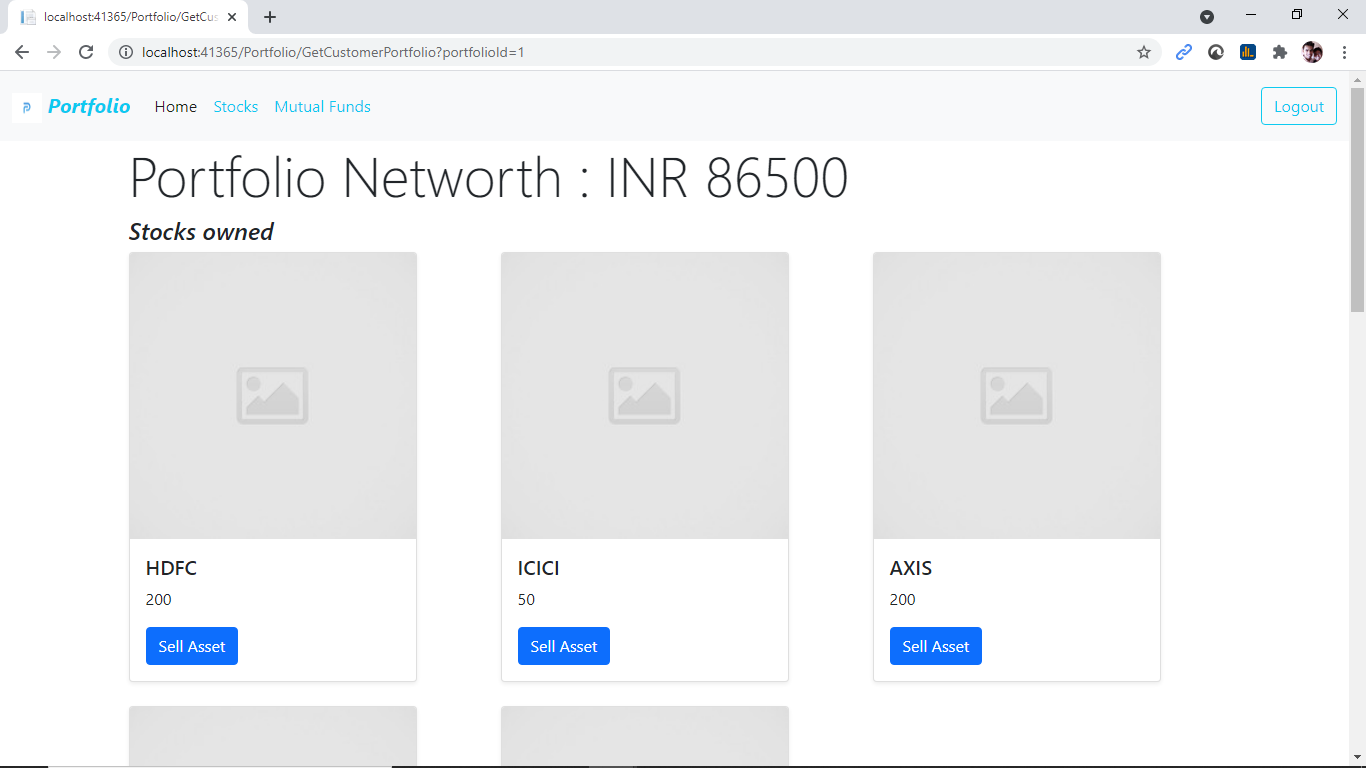 localhost:41365/Portfolio/GetCus
localhost:41365/Portfolio/GetCustomerPortfolio?portfolioId=1
Portfolio Home Stocks Mutual Funds Logout
Portfolio Networth : INR 86500
Stocks owned
HDFC ICICI AXIS
200 50 200
Sell Asset Sell Asset Sell Asset